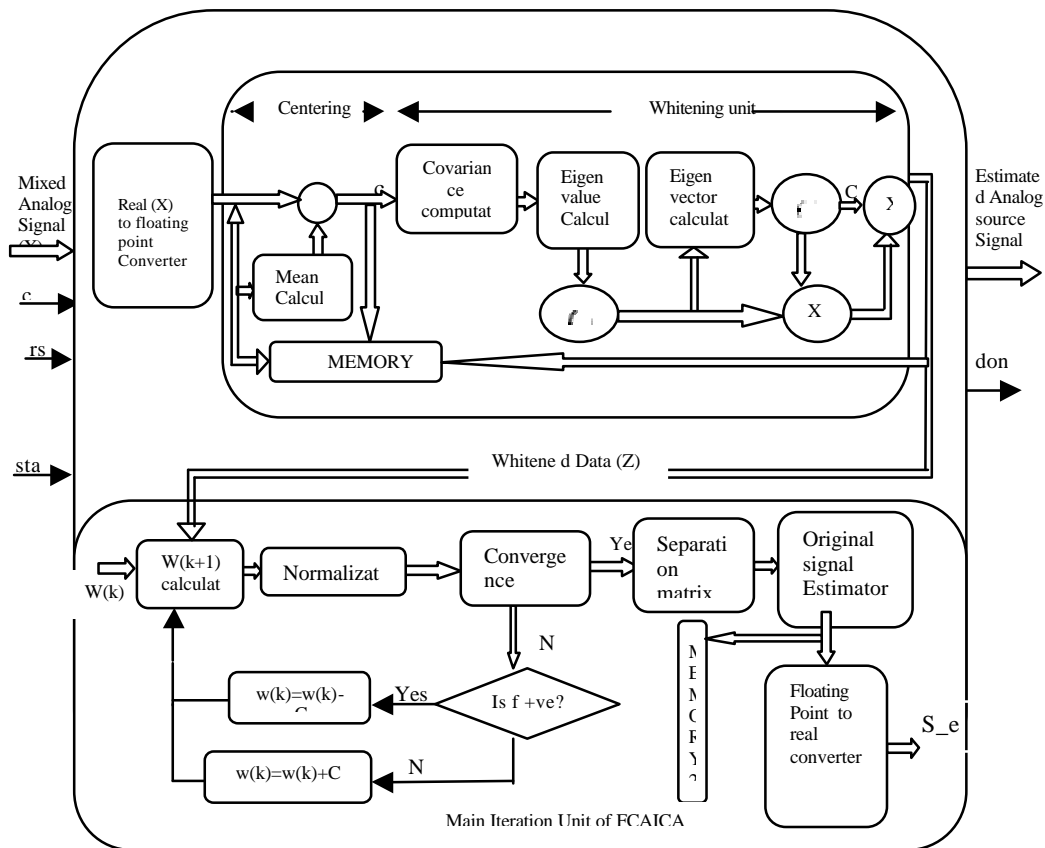 Centering
Whitening unit
Mixed
Analog
Signal
Real (X)
to floating
point
Converter
Covarian
ce
computat
Eigen
value
Calcul
Eigen
vector
calculat
C
Estimate
d Analog
source
Signal
Mean
Calcul
X
MEMORY
rs
don
sta
Whitene d Data (Z)
W(k)
W(k+1)
calculat
Normalizat
Converge
nce
Ye
Separati
on
matrix
Original
signal
Estimator
N
MEMORY
Is f +ve?
Yes
w(k)=w(k)-
w(k)=w(k)+C
N
Floating
Point to
real
converter
S_e
Main Iteration Unit of FCAICA